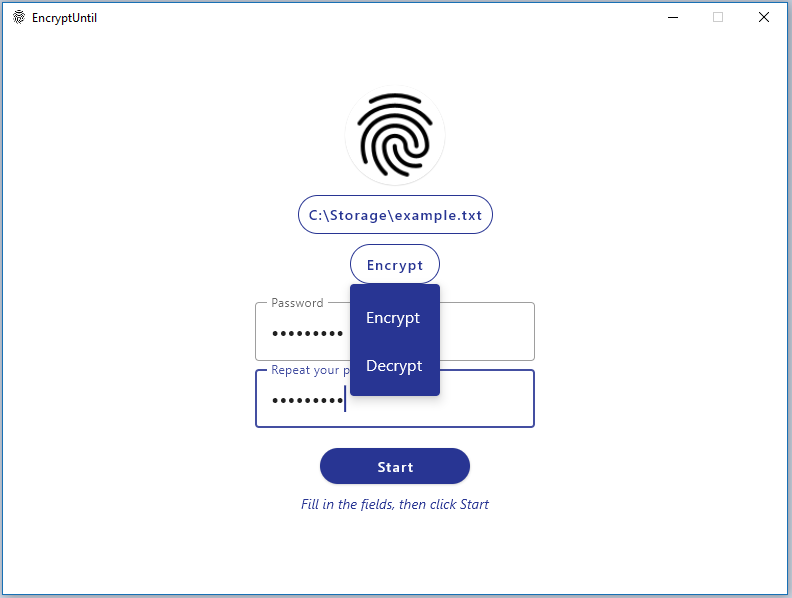 EncryptUntil
C:\Storage\example.txt
Encrypt
Password
Encrypt
•••••••••
Decrypt
Repeat your p
•••••••••
Start
Fill in the fields, then click Start